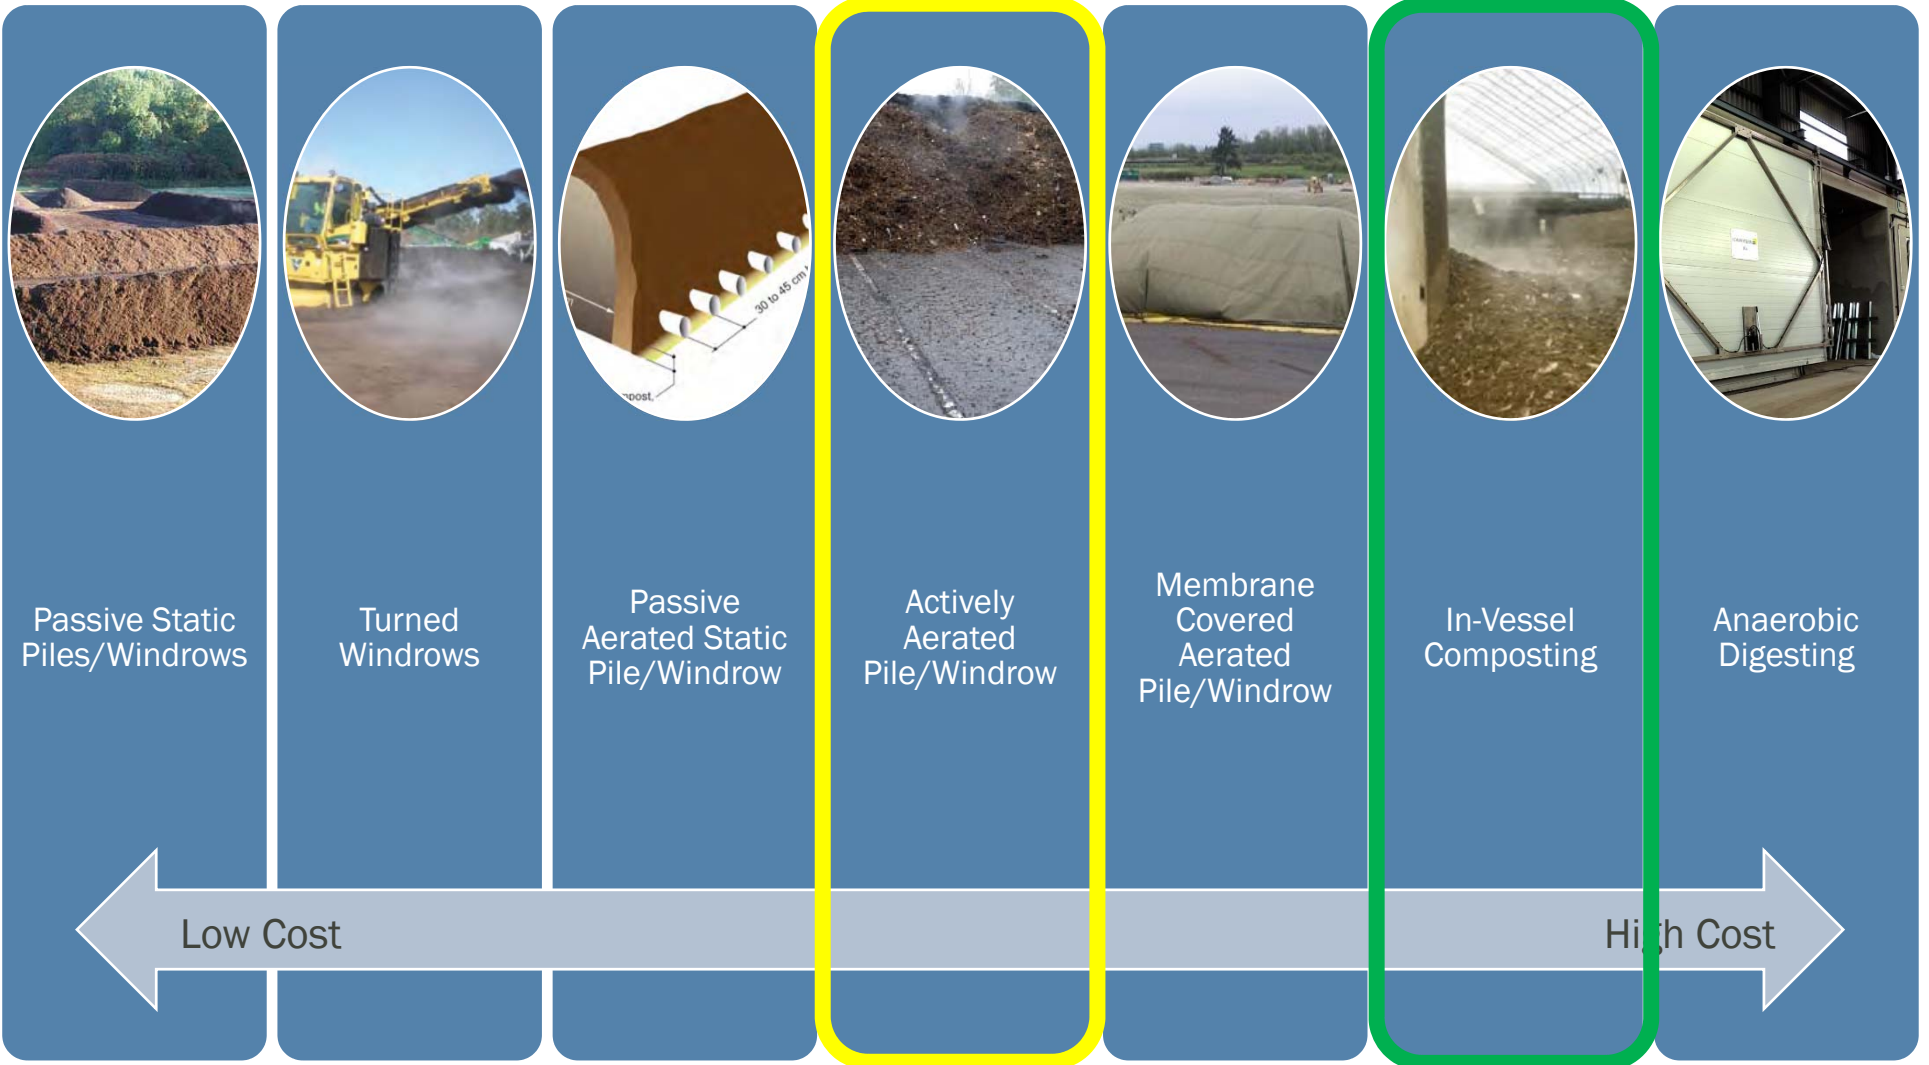 30 to 45 cm
Passive Static
Piles/Windrows
Turned
Windrows
Passive
Aerated Static
Pile/Windrow
Actively
Aerated
Pile/Windrow
Membrane
Covered
Aerated
Pile/Windrow
In-Vessel
Composting
Anaerobic
Digesting
Low Cost
High Cost